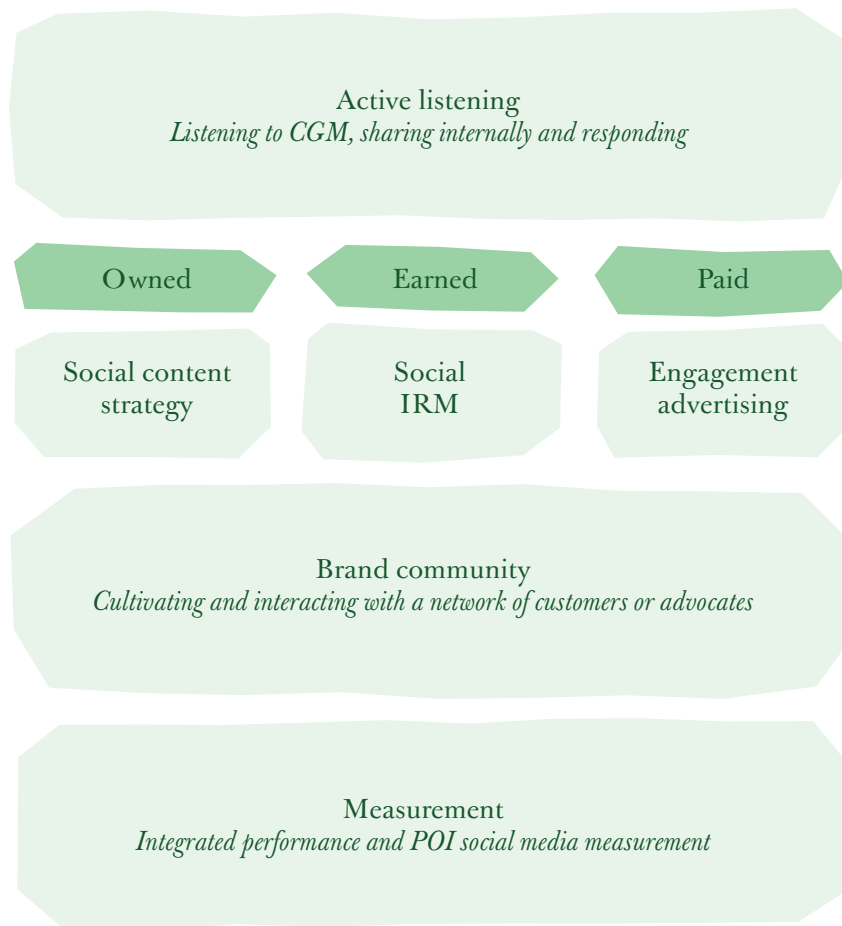 Active listening
Listening to CGM, sharing internally and responding
Owned
Earned
Paid
Social content
strategy
Social
IRM
Engagement
advertising
Brand community
Cultivating and interacting with a network of customers or advocates
Measurement
Integrated performance and POI social media measurement